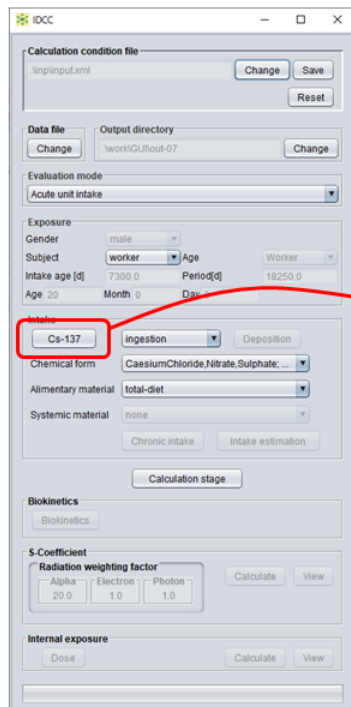 IDCC
Calculation condition file
.\inp\input.xml Change Save
Reset
Data file Output directory
Change .\work\GUI\out-07 Change
Evaluation mode
Acute unit intake
Exposure
Gender male
Subject worker Age Worker
Intake age [d] 7300.0 Period[d] 18250.0
Age 20 Month 0 Day
Intake
Cs-137 ingestion Deposition
Chemical form CaesiumChloride,Nitrate,Sulphate; ...
Alimentary material total-diet
Systemic material none
Chronic intake Intake estimation
Calculation stage
Biokinetics
Biokinetics
S-Coefficient
Radiation weighting factor
Alpha Electron Photon Calculate View
20.0 1.0 1.0
Internal exposure
Dose Calculate View